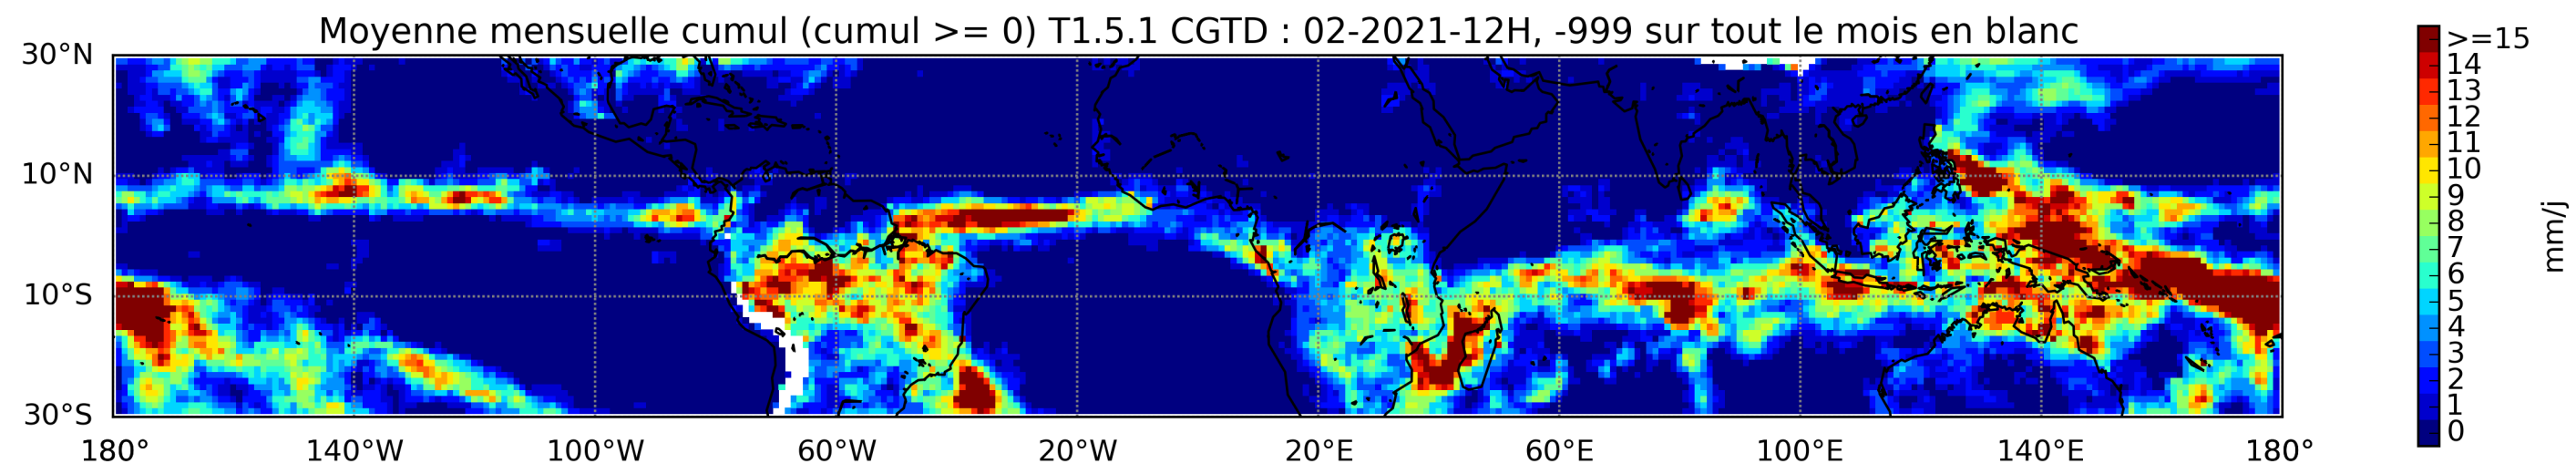 Moyenne mensuelle cumul (cumul >= 0) T1.5.1 CGTD : 02-2021-12H, -999 sur tout le mois en blanc
30°N
10°N
10°S
30°S
180° 140°W 100°W 60°W 20°W 20°E 60°E 100°E 140°E 180°
>=15
14
13
12
11
10
9
8
7
6
5
4
3
2
1
0
mm/j